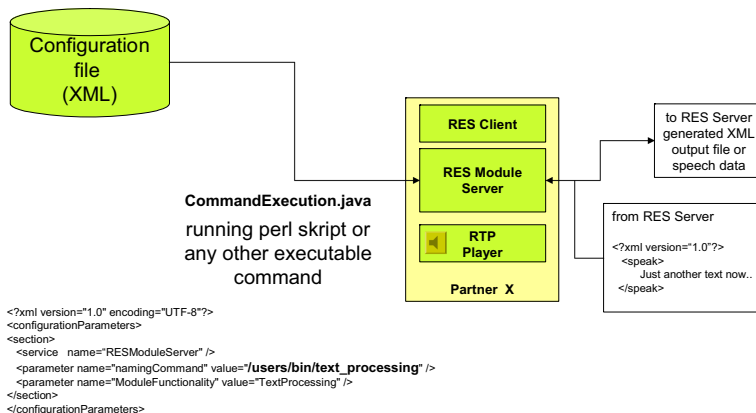 Configuration
file
(XML)
RES Client
RES Module
Server
RTP
Player
Partner X
to RES Server
generated XML
output file or
speech data
from RES Server
<?xml version="1.0"?>
<speak>
Just another text now..
</speak>
CommandExecution.java
running perl skript or
any other executable
command
<?xml version="1.0" encoding="UTF-8"?>
<configurationParameters>
<section>
<service name="RESModuleServer" />
<parameter name="namingCommand" value="/users/bin/text_processing" />
<parameter name="ModuleFunctionality" value="TextProcessing" />
</section>
</configurationParameters>